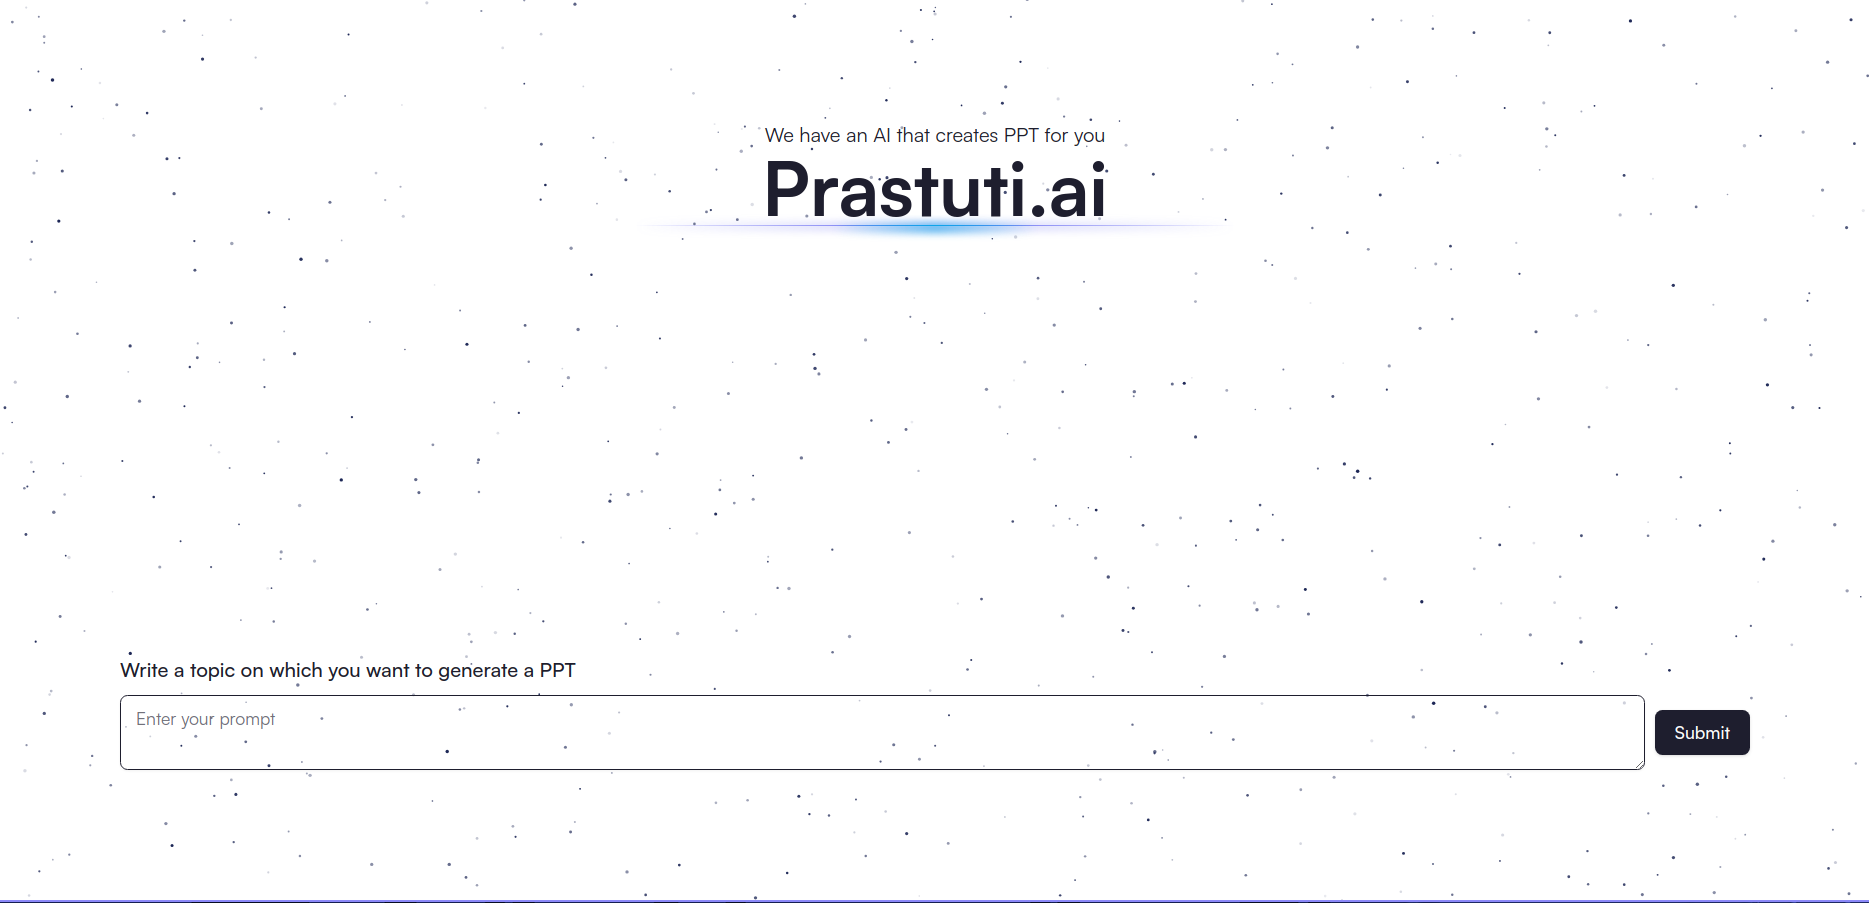 We have an AI that creates PPT for you
Prastuti.ai
Write a topic on which you want to generate a PPT
Enter your prompt
Submit